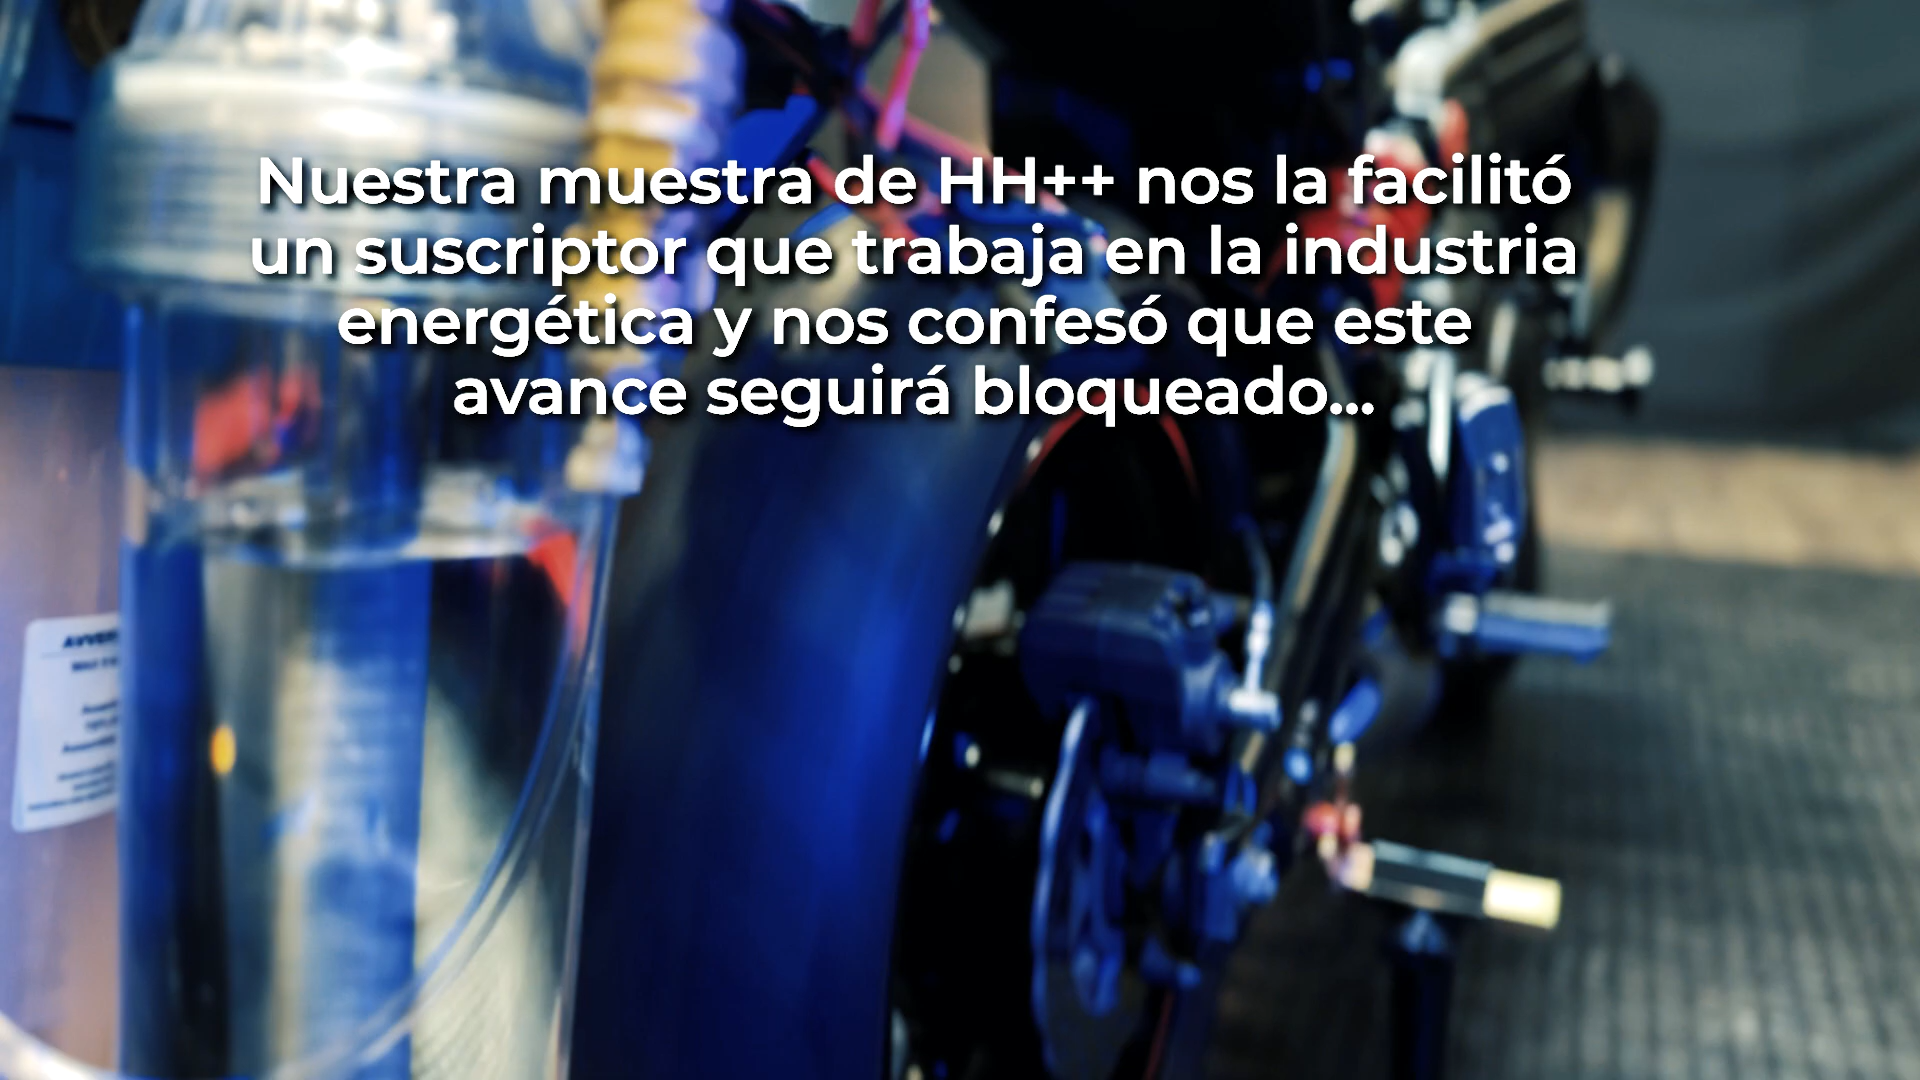 Nuestra muestra de HH++ nos la facilitó
un suscriptor que trabaja en la industria
energética y nos confesó que este
avance seguirá bloqueado...